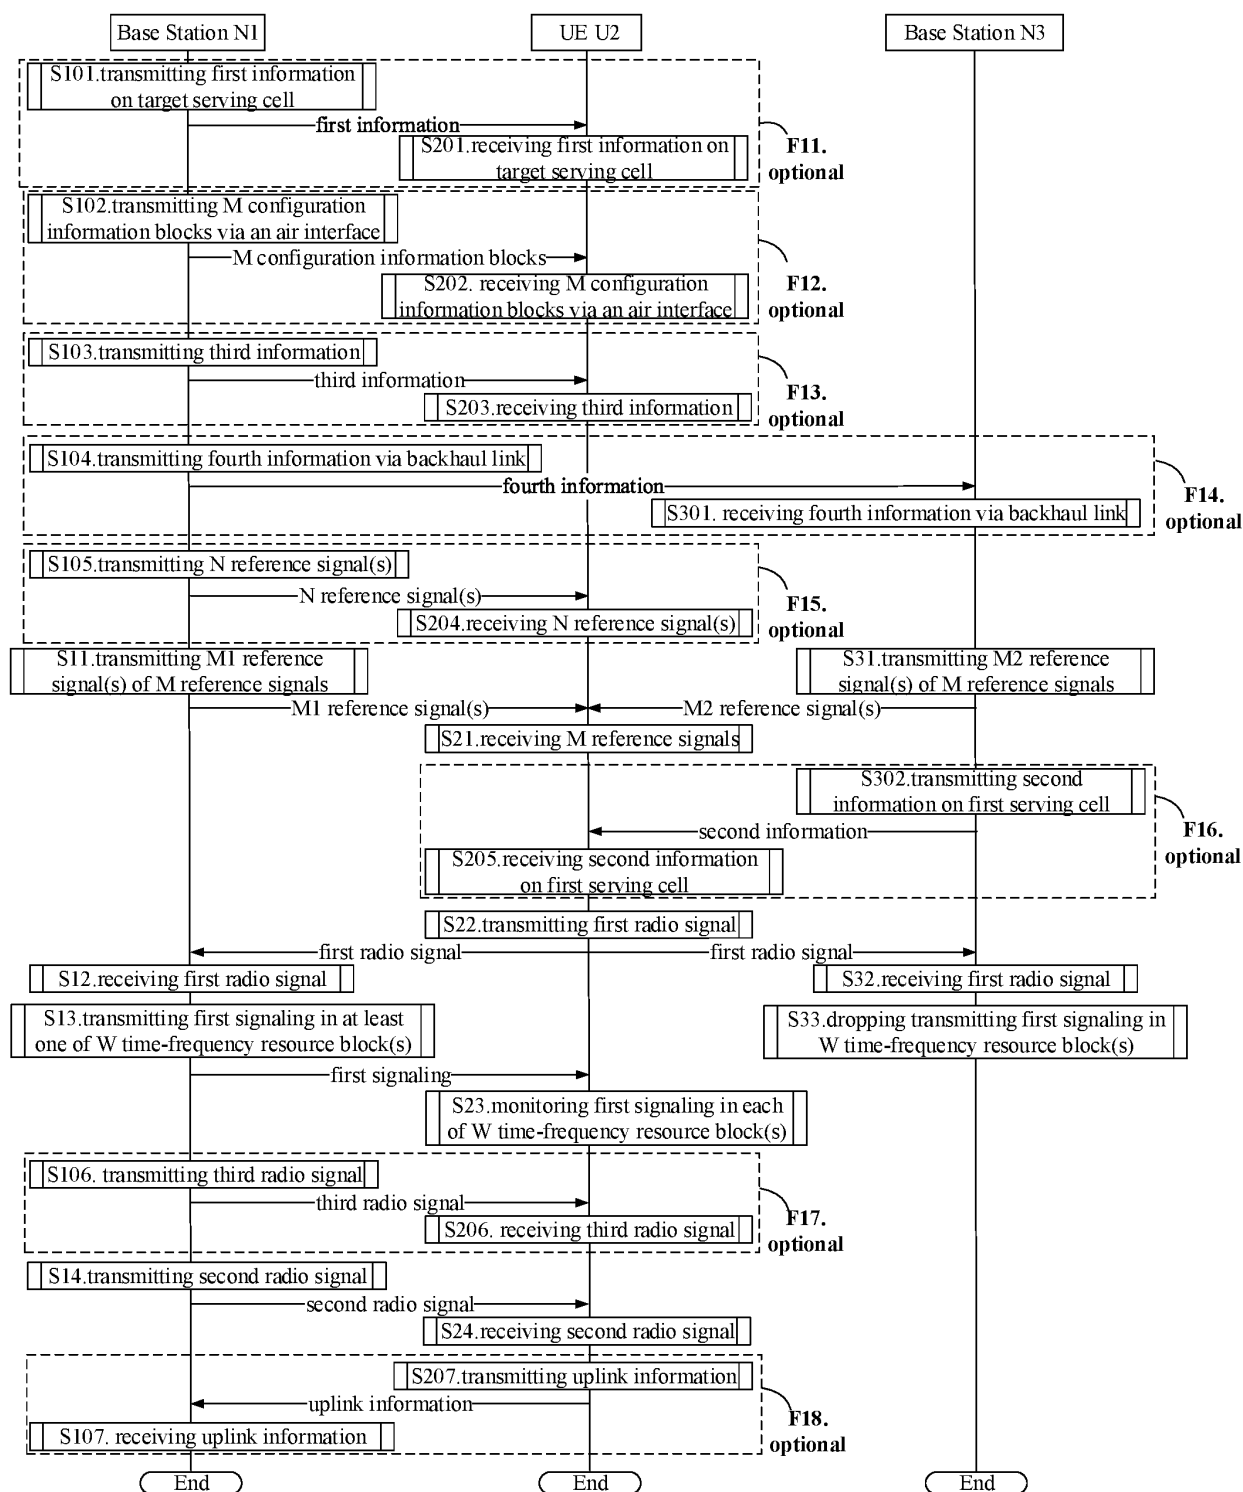 Base Station N1
UE U2
Base Station N3
S101.transmitting first information
on target serving cell
first information
S201.receiving first information on
target serving cell
F11.
optional
S102.transmitting M configuration
information blocks via an air interface
M configuration information blocks
S202. receiving M configuration
information blocks via an air interface
F12.
optional
S103.transmitting third information
third information
S203.receiving third information
F13.
optional
S104.transmitting fourth information via backhaul link
fourth information
S301. receiving fourth information via backhaul link
F14.
optional
S105.transmitting N reference signal(s)
N reference signal(s)
S204.receiving N reference signal(s)
F15.
optional
S11.transmitting M1 reference
signal(s) of M reference signals
S31.transmitting M2 reference
signal(s) of M reference signals
M1 reference signal(s)
M2 reference signal(s)
S21.receiving M reference signals
S302.transmitting second
information on first serving cell
second information
S205.receiving second information
on first serving cell
F16.
optional
S22.transmitting first radio signal
first radio signal
first radio signal
S12.receiving first radio signal
S32.receiving first radio signal
S13.transmitting first signaling in at least
one of W time-frequency resource block(s)
S33.dropping transmitting first signaling in
W time-frequency resource block(s)
first signaling
S23.monitoring first signaling in each
of W time-frequency resource block(s)
S106. transmitting third radio signal
third radio signal
S206. receiving third radio signal
F17.
optional
S14.transmitting second radio signal
second radio signal
S24.receiving second radio signal
S207.transmitting uplink information
uplink information
S107. receiving uplink information
F18.
optional
End
End
End